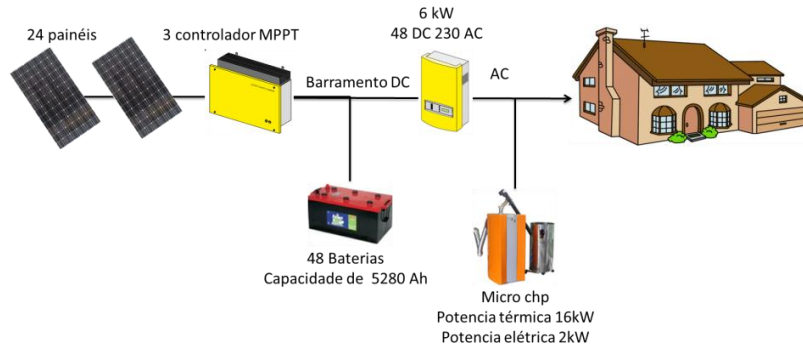 24 painéis
3 controlador MPPT
6 kW
48 DC 230 AC
Barramento DC
AC
48 Baterias
Capacidade de 5280 Ah
Micro chp
Potencia térmica 16kW
Potencia elétrica 2kW